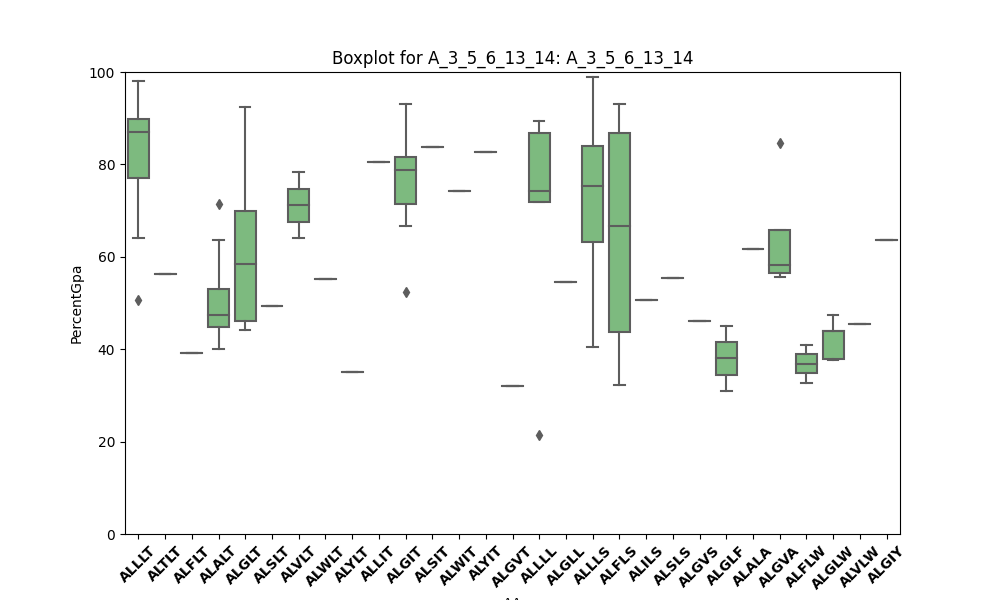 Boxplot for A_3_5_6_13_14: A_3_5_6_13_14
PercentGpa
100
80
60
40
20
0
ALLLT ALTLT ALFLT ALALT ALGLT ALSLT ALVLT ALWLT ALYLT ALLIT ALGIT ALSIT ALWIT ALYIT ALGVT ALLLL ALGLL ALLLS ALFLS ALILS ALSLS ALGVS ALGLF ALALA ALGVA ALFLW ALGLW ALVLW ALGIY